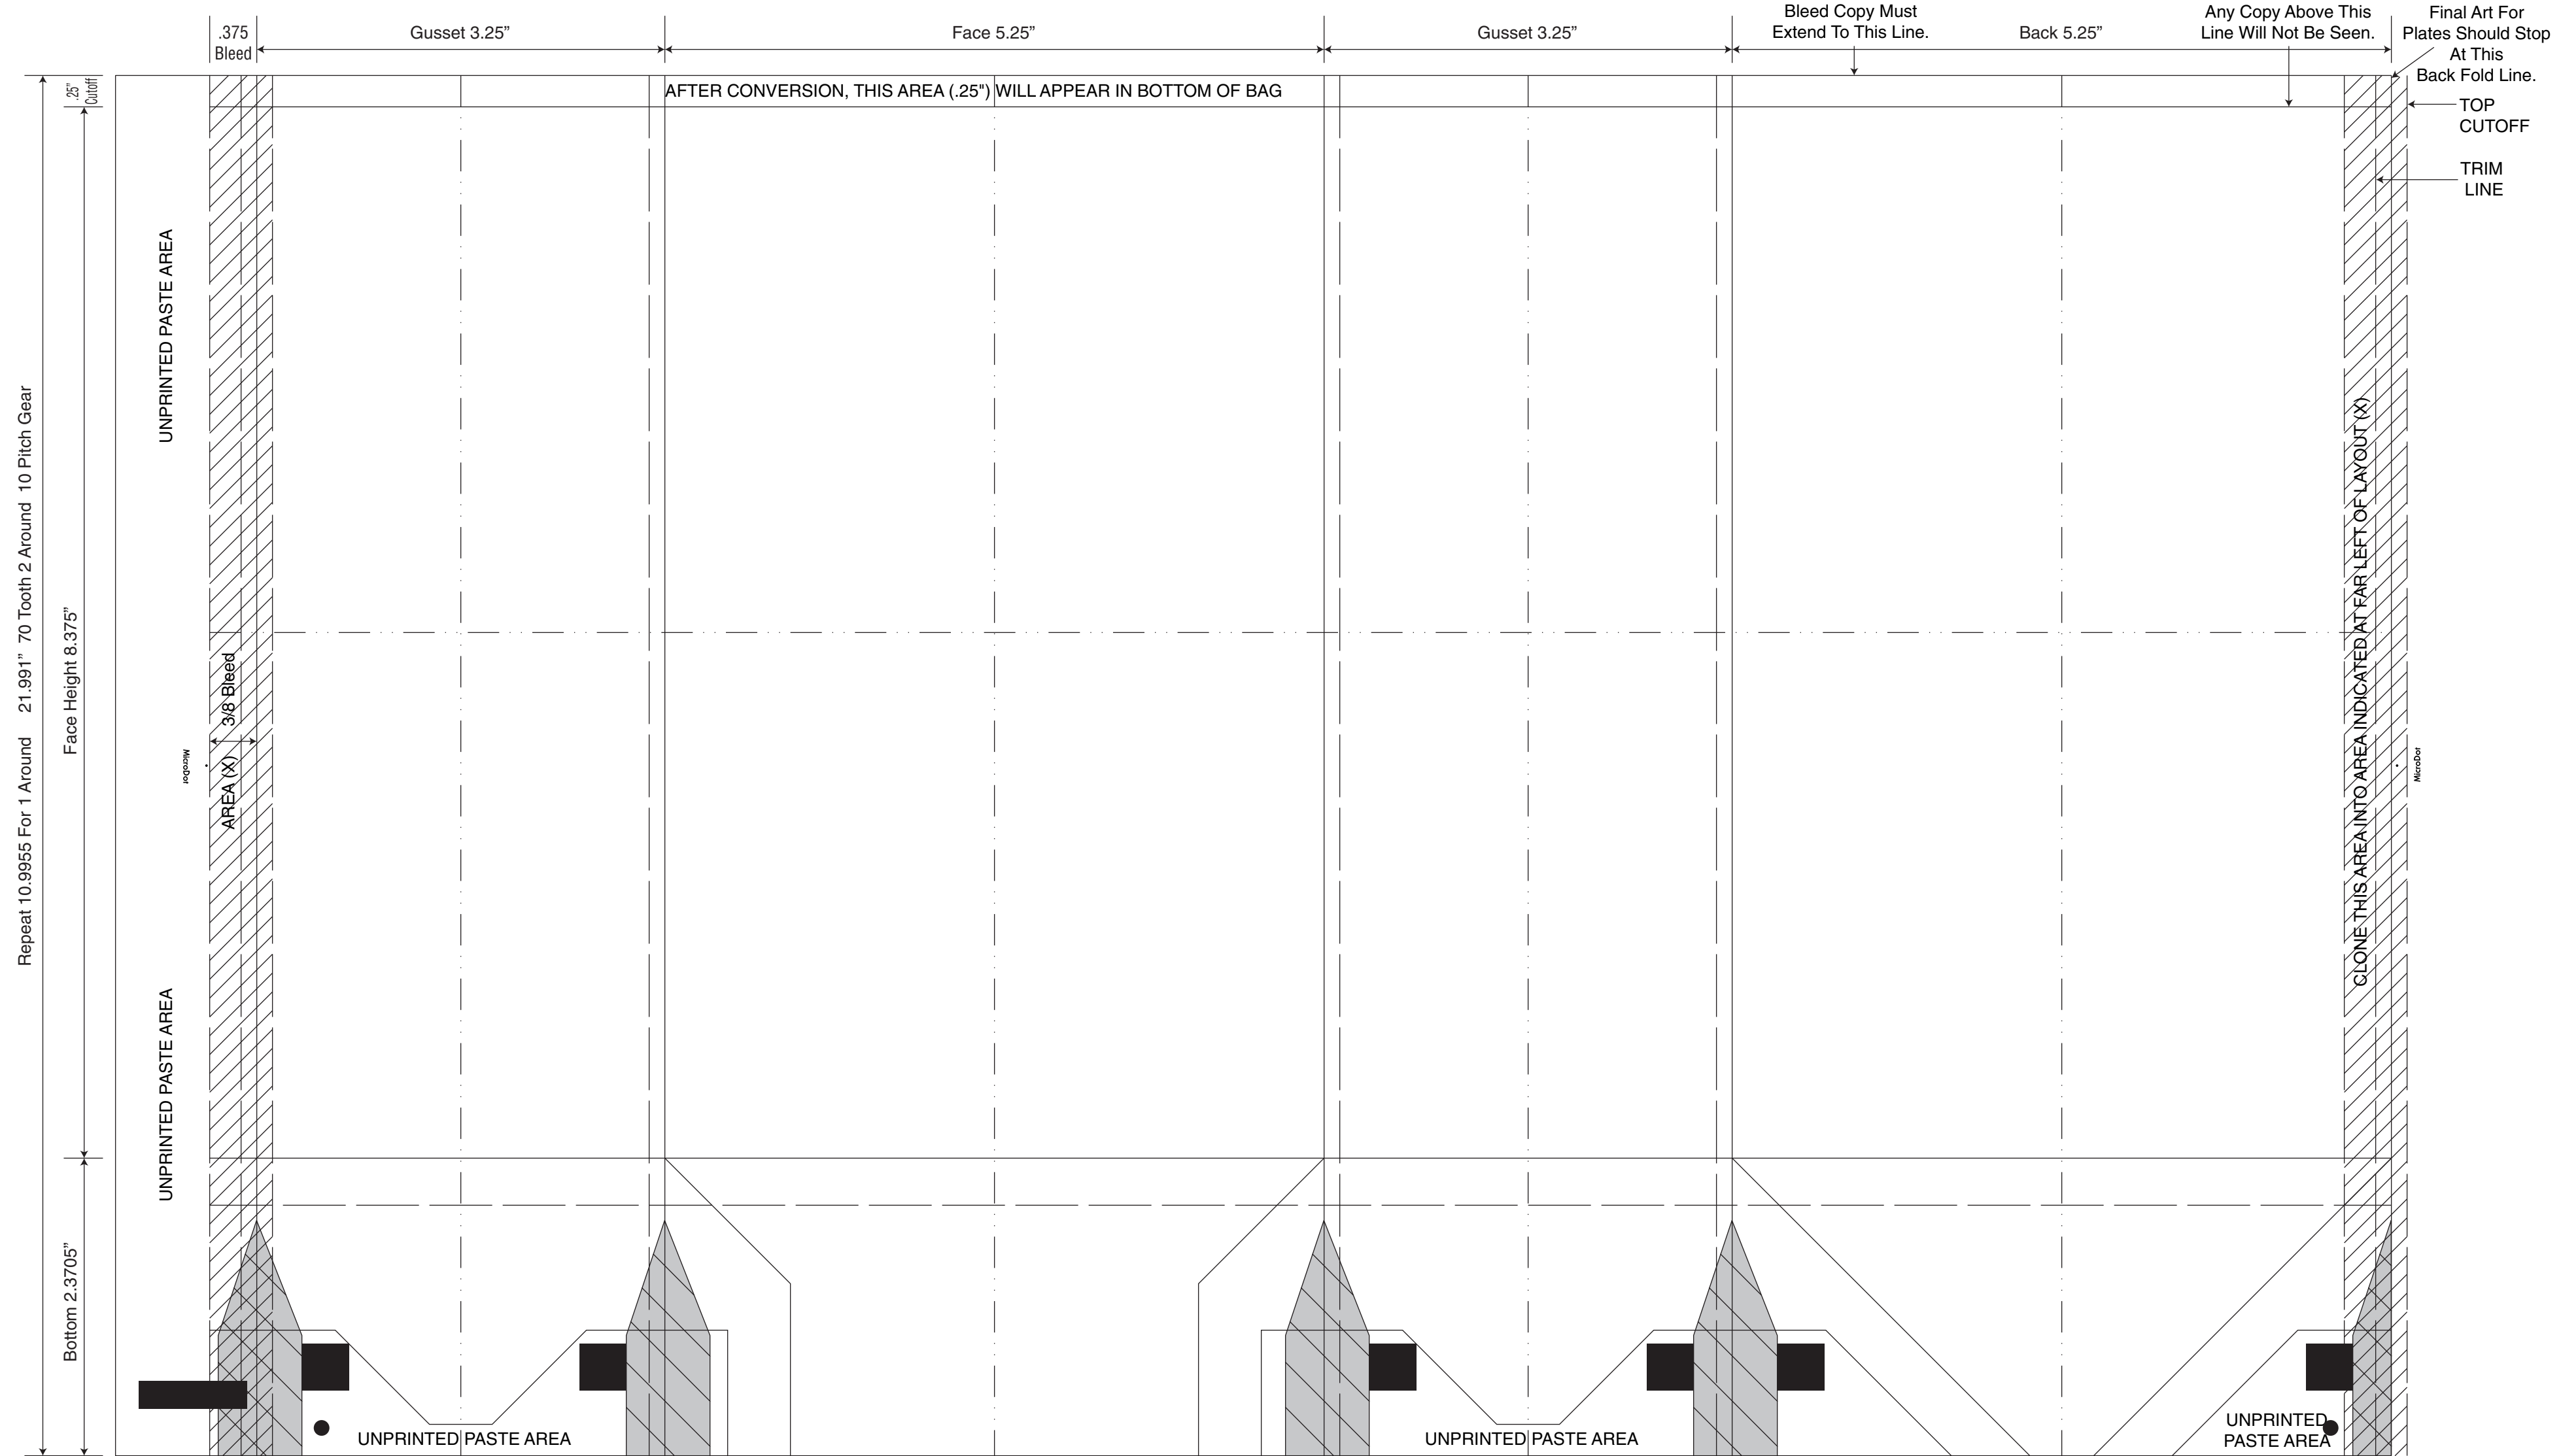 .375
Bleed
Gusset 3.25”
Face 5.25”
Gusset 3.25”
Bleed Copy Must
Extend To This Line.
Back 5.25”
Any Copy Above This
Line Will Not Be Seen.
Final Art For
Plates Should Stop
At This
Back Fold Line.
.25”
Cutoff
AFTER CONVERSION, THIS AREA (.25") WILL APPEAR IN BOTTOM OF BAG
TOP
CUTOFF
TRIM
LINE
UNPRINTED PASTE AREA
Repeat 10.9955 For 1 Around 21.991” 70 Tooth 2 Around 10 Pitch Gear
Face Height 8.375”
AREA (X) 3/8 Bleed
MicroDot
CLONE THIS AREA INTO AREA INDICATED AT FAR LEFT OF LAYOUT (X)
MicroDot
UNPRINTED PASTE AREA
Bottom 2.3705”
UNPRINTED PASTE AREA
UNPRINTED PASTE AREA
UNPRINTED
PASTE AREA